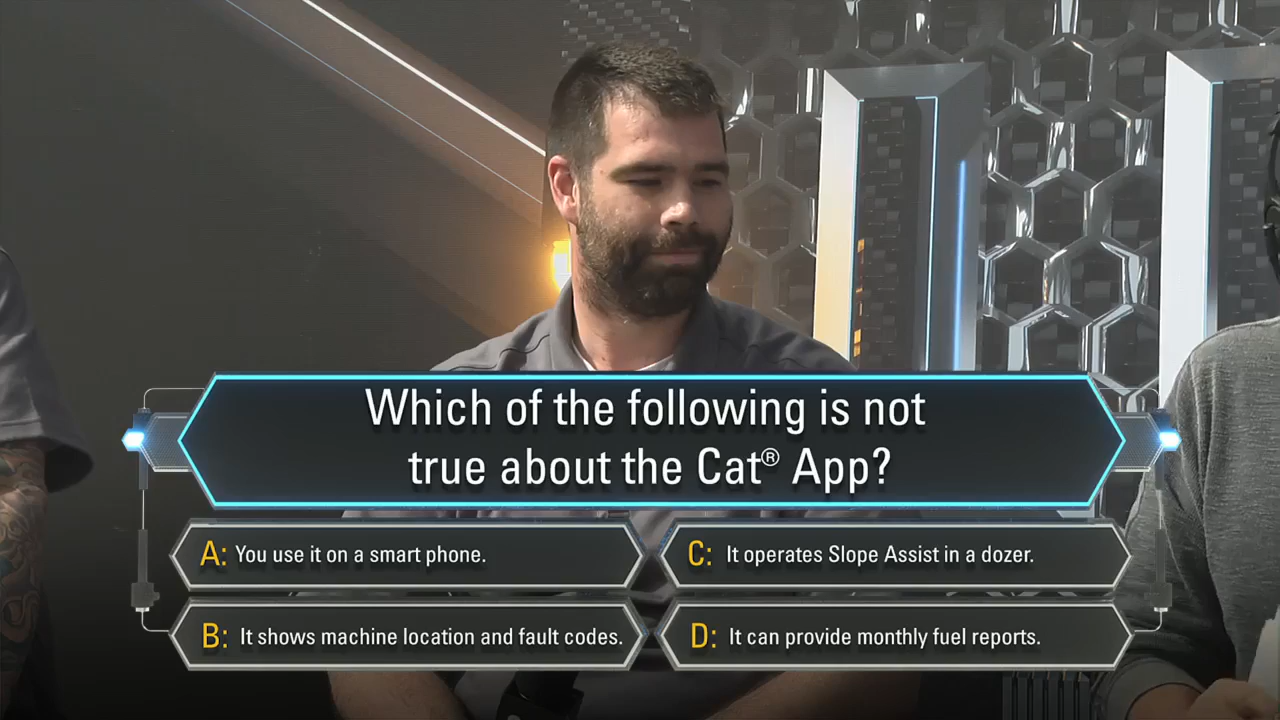 Which of the following is not
true about the Cat® App?
A: You use it on a smart phone.
C: It operates Slope Assist in a dozer.
B: It shows machine location and fault codes.
D: It can provide monthly fuel reports.